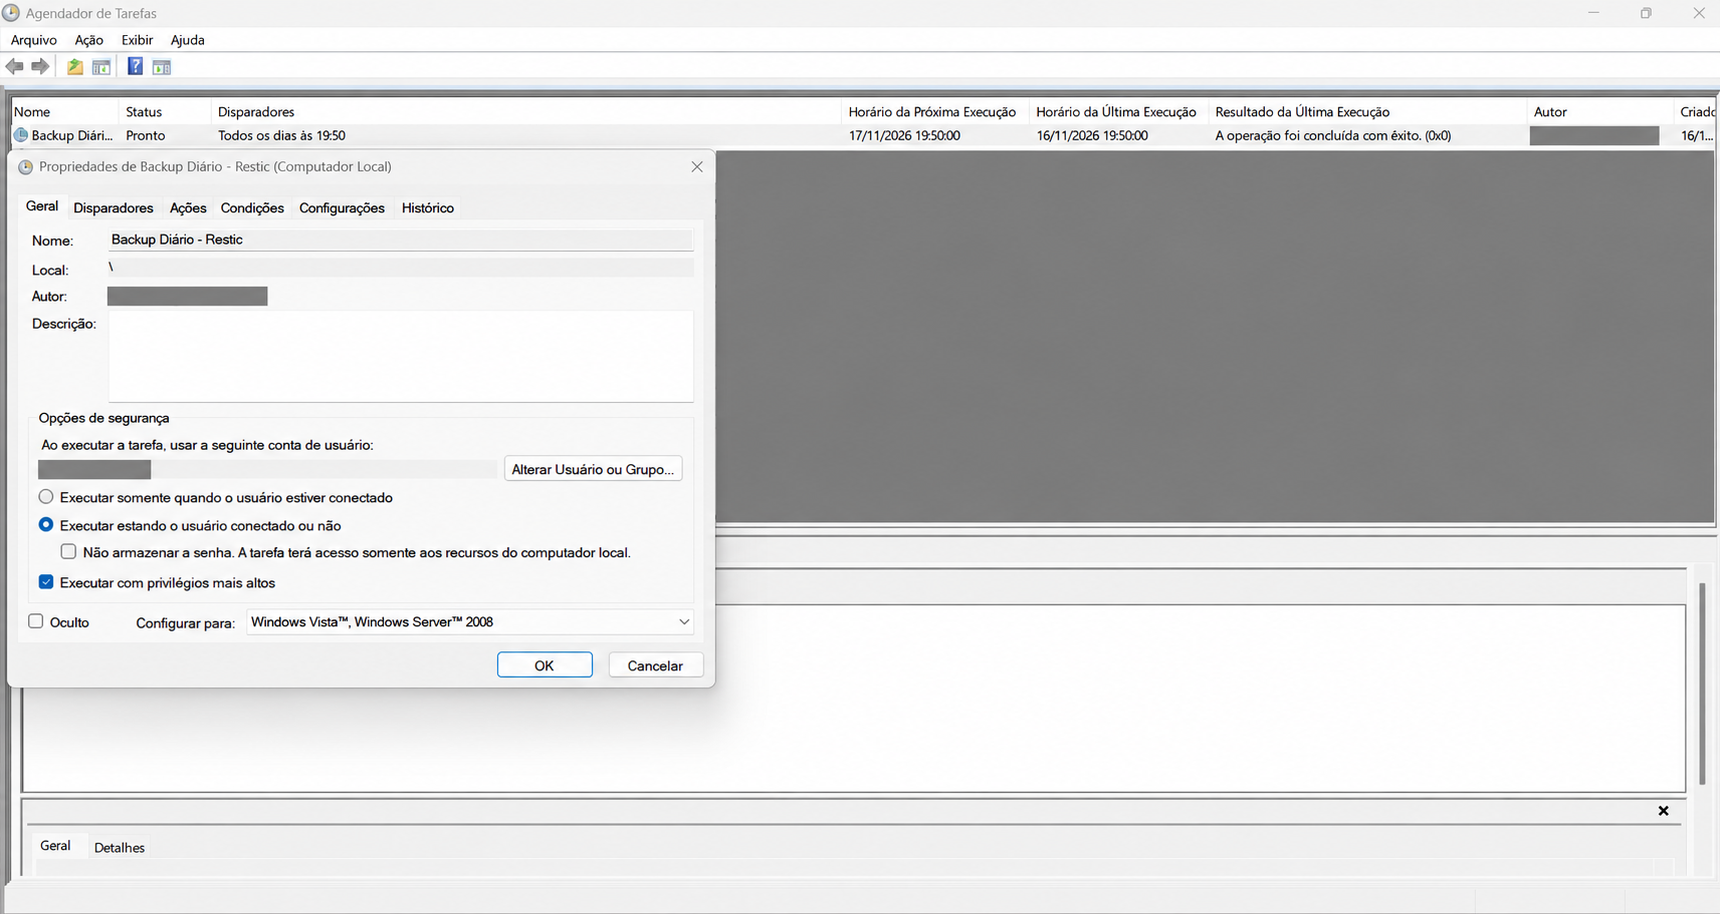 Agendador de Tarefas
Arquivo Ação Exibir Ajuda
?
Nome Status Disparadores Horário da Próxima Execução Horário da Última Execução Resultado da Última Execução Autor Criado
Backup Diári... Pronto Todos os dias às 19:50 17/11/2026 19:50:00 16/11/2026 19:50:00 A operação foi concluída com êxito. (0x0) 16/1...
Propriedades de Backup Diário - Restic (Computador Local)
Geral Disparadores Ações Condições Configurações Histórico
Nome: Backup Diário - Restic
Local: \
Autor:
Descrição:
Opções de segurança
Ao executar a tarefa, usar a seguinte conta de usuário:
Alterar Usuário ou Grupo...
Executar somente quando o usuário estiver conectado
Executar estando o usuário conectado ou não
Não armazenar a senha. A tarefa terá acesso somente aos recursos do computador local.
Executar com privilégios mais altos
Oculto Configurar para: Windows Vista™, Windows Server™ 2008
OK Cancelar
Geral Detalhes